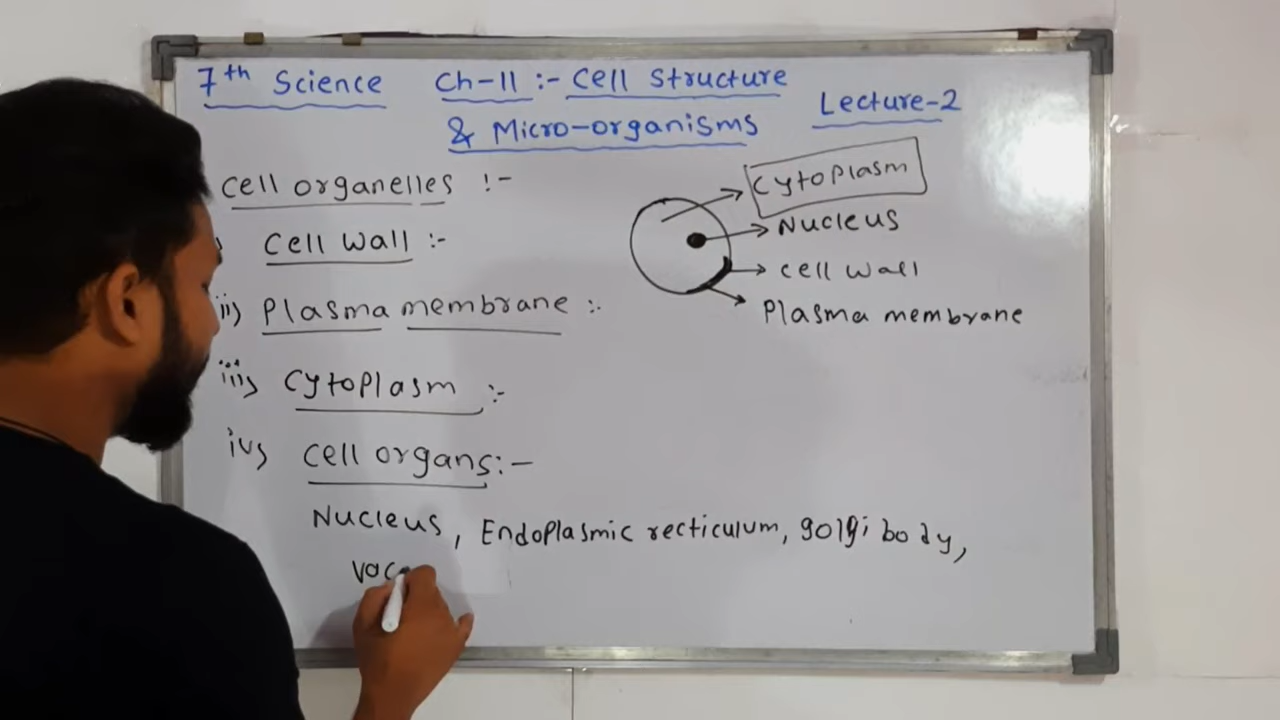 7th Science Ch-11 :- Cell Structure
& Micro-organisms Lecture-2
Cell organelles :-
) Cell Wall :-
ii) Plasma membrane :-
iii) Cytoplasm :-
iv) Cell organs :-
Nucleus, Endoplasmic recticulum, golgi body,
vac
Cytoplasm
Nucleus
cell wall
Plasma membrane